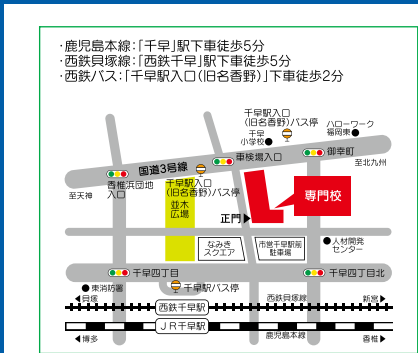 ・鹿児島本線：「千早」駅下車徒歩5分
・西鉄貝塚線：「西鉄千早」駅下車徒歩5分
・西鉄バス：「千早駅入口（旧名香野）」下車徒歩2分
千早駅入口
（旧名香野）バス停
千早
小学校
ハローワーク
福岡東
車検場入口
御幸町
至北九州
国道3号線
香椎浜団地
入口
至天神
千早駅入口
（旧名香野）バス停
並木
広場
専門校
正門
なみき
スクエア
市営千早駅前
駐車場
人材開発
センター
千早四丁目
千早四丁目北
東消防署
千早駅バス停
貝塚
西鉄貝塚線
新宮
西鉄千早駅
JR千早駅
博多
鹿児島本線
香椎